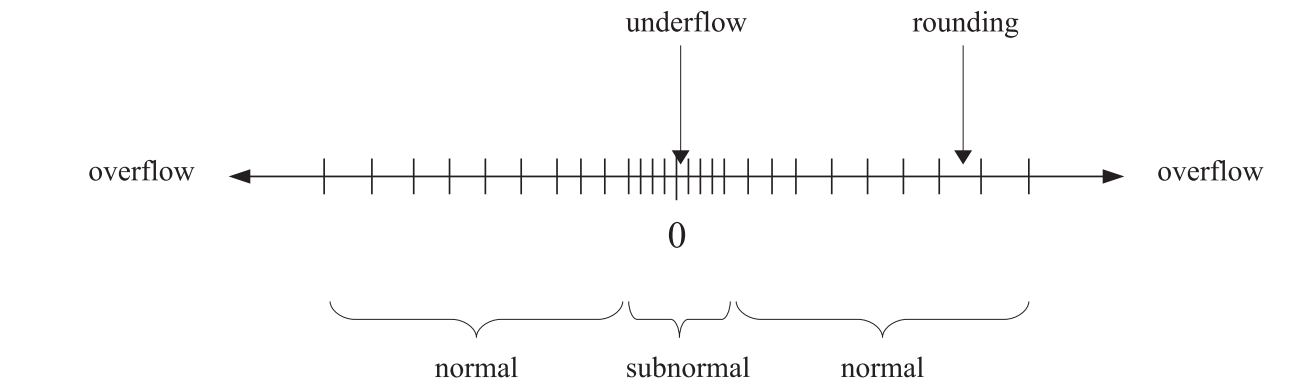 underflow rounding
overflow overflow
0
normal subnormal normal